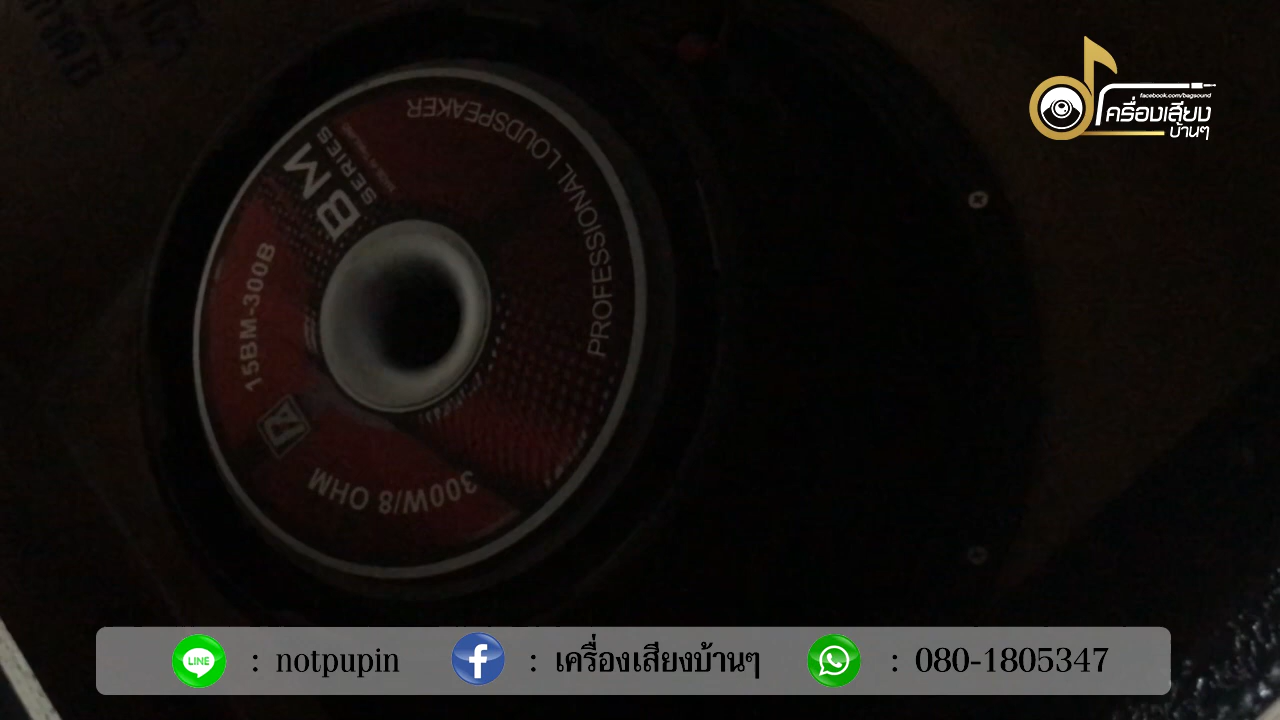 facebook.com/bagsound
เครื่องเสียง
บ้านๆ
PROFESSIONAL LOUDSPEAKER
BM
SERIES
15BM-300B
300W/8 OHM
LINE : notpupin : เครื่องเสียงบ้านๆ : 080-1805347